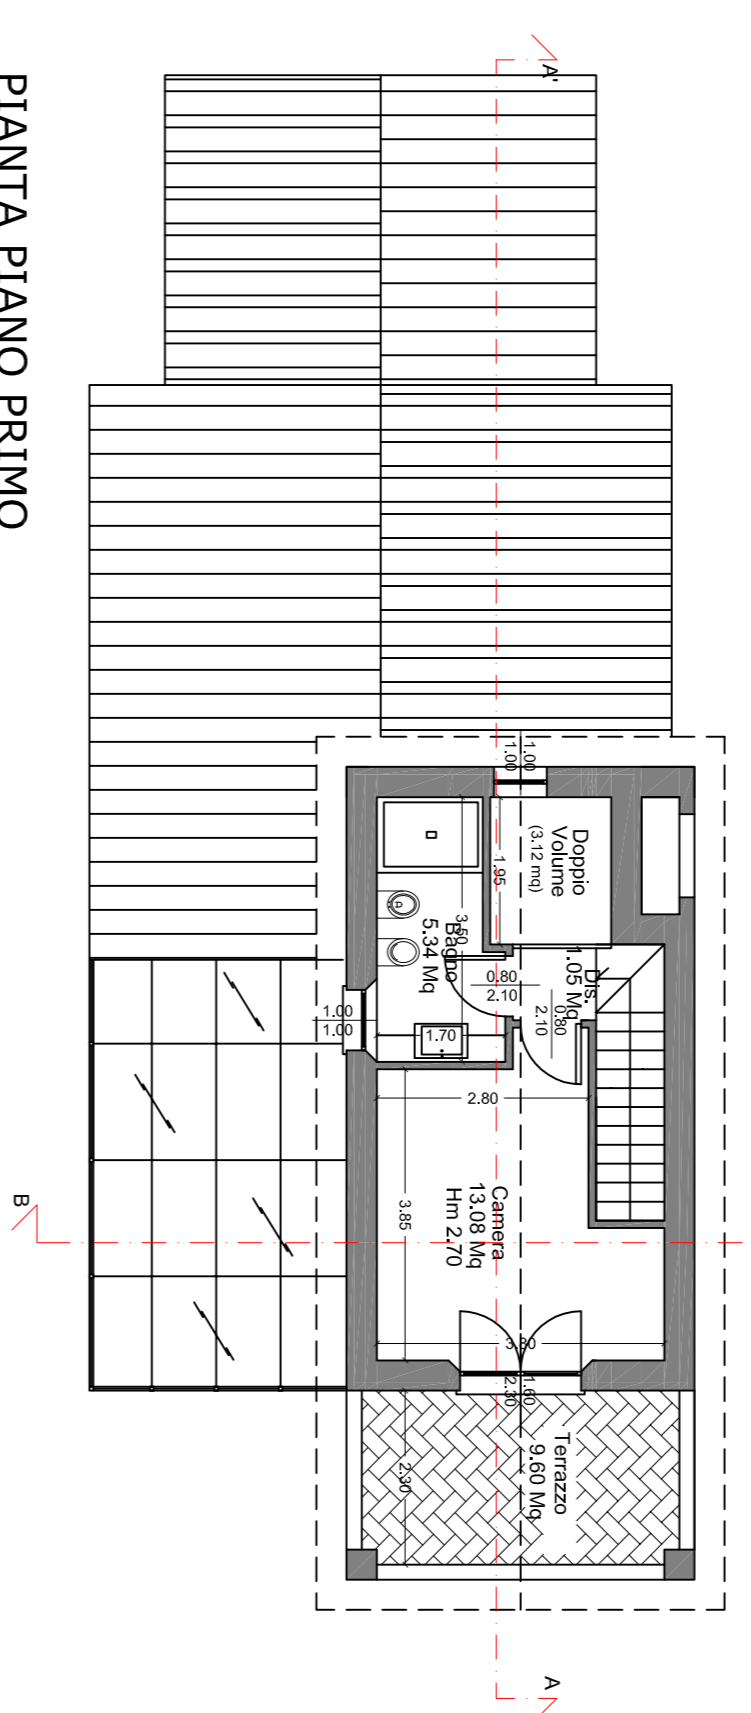 PIANTA PIANO PRIMO
A'
1.00
1.00
Doppio
Volume
(3.12 mq)
1.95
3.50
Bagno
5.34 Mq
Dis.
1.05 Mq
0.80
2.10
0.80
2.10
1.00
1.00
1.70
2.80
Camera
13.08 Mq
Hm 2.70
3.85
3.80
1.60
2.30
Terrazzo
9.60 Mq
2.30
B
A